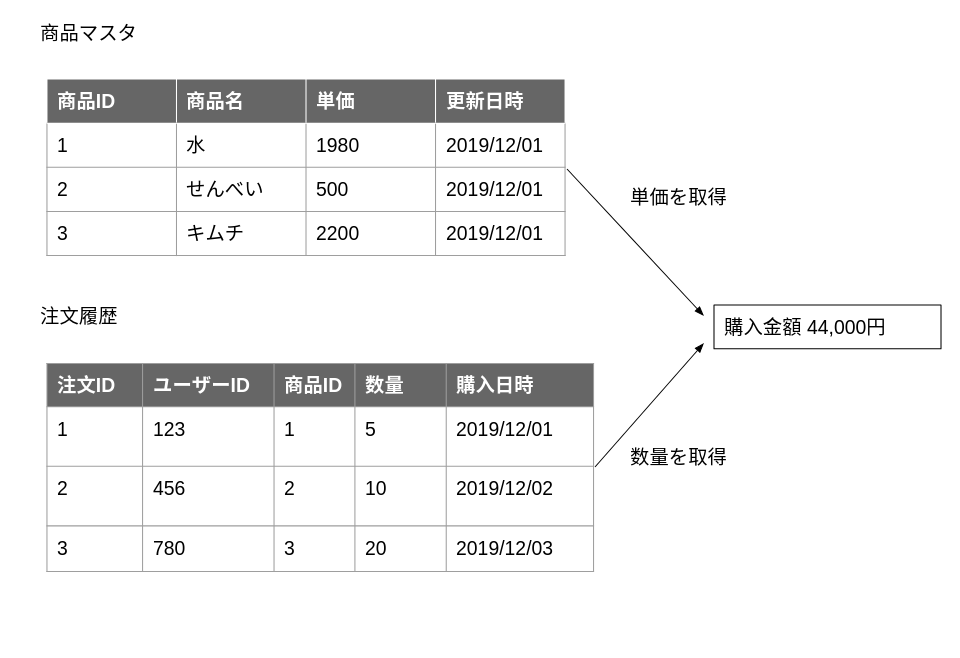 商品マスタ
商品ID 商品名 単価 更新日時
1 水 1980 2019/12/01
2 せんべい 500 2019/12/01
3 キムチ 2200 2019/12/01
単価を取得
注文履歴
購入金額 44,000円
注文ID ユーザーID 商品ID 数量 購入日時
1 123 1 5 2019/12/01
2 456 2 10 2019/12/02
3 780 3 20 2019/12/03
数量を取得